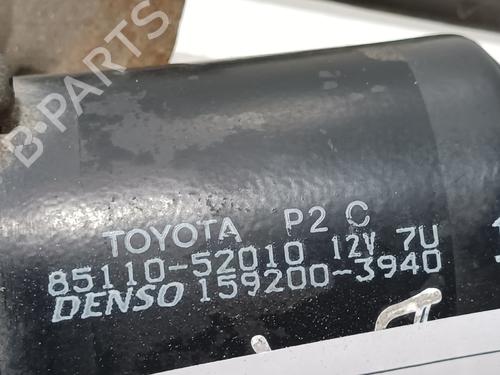 B-PARTS
TOYOTA P2 C
85110-52010 12V 7U
DENSO 159200-3940